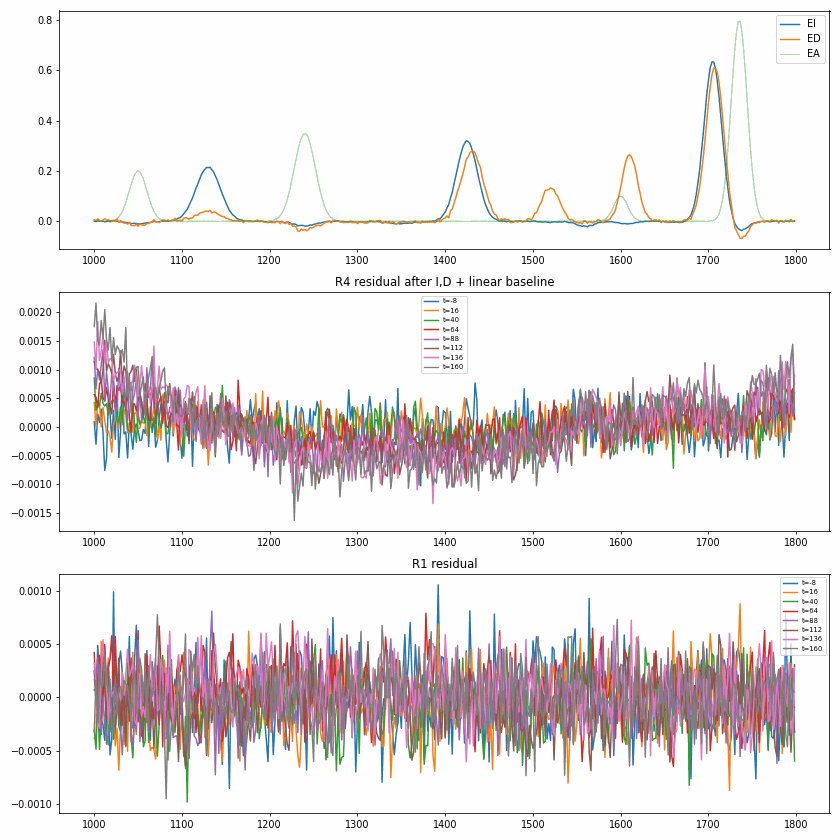 0.8
0.6
0.4
0.2
0.0
EI
ED
EA
1000 1100 1200 1300 1400 1500 1600 1700 1800
R4 residual after I,D + linear baseline
0.0020
0.0015
0.0010
0.0005
0.0000
−0.0005
−0.0010
−0.0015
t=-8
t=16
t=40
t=64
t=88
t=112
t=136
t=160
1000 1100 1200 1300 1400 1500 1600 1700 1800
R1 residual
0.0010
0.0005
0.0000
−0.0005
−0.0010
t=-8
t=16
t=40
t=64
t=88
t=112
t=136
t=160
1000 1100 1200 1300 1400 1500 1600 1700 1800